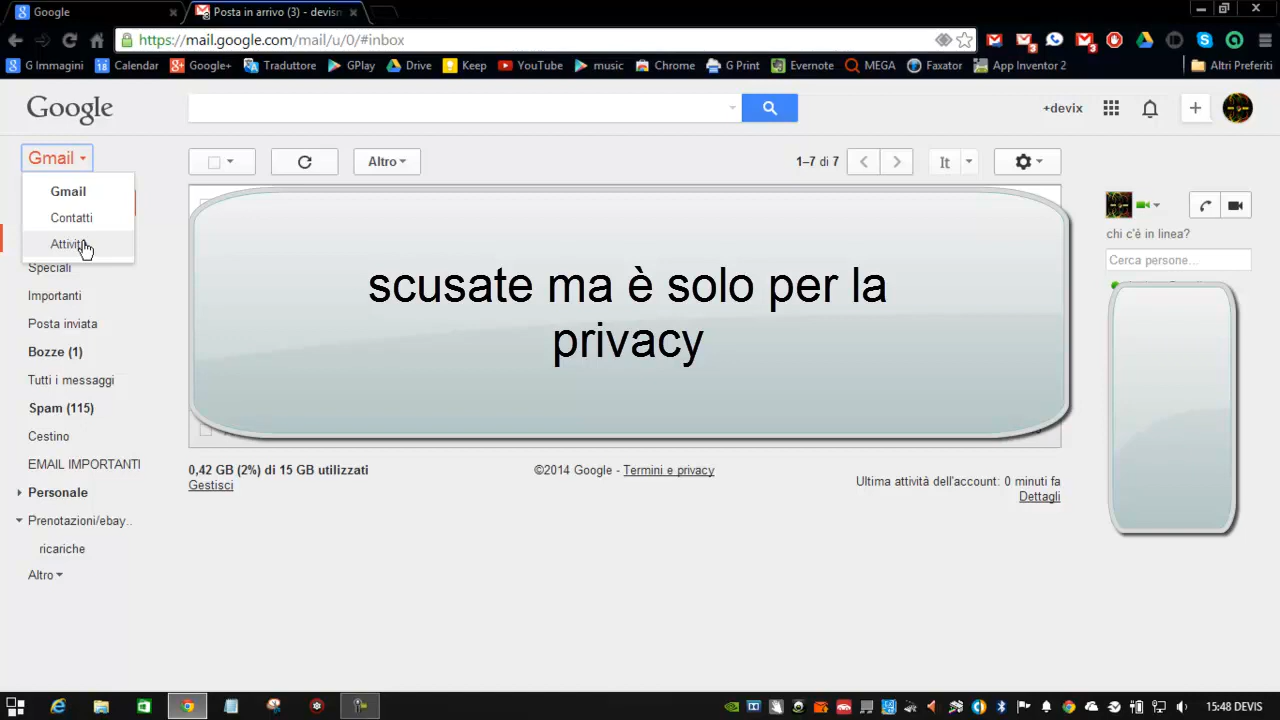 Google
Posta in arrivo (3) - devism
https://mail.google.com/mail/u/0/#inbox
3
3
G Immagini
18 Calendar
Google+
Traduttore
GPlay
Drive
Keep
YouTube
music
Chrome
G Print
Evernote
MEGA
Faxator
App Inventor 2
Altri Preferiti
Google
+devix
Gmail
Altro
1–7 di 7
It
Gmail
Contatti
Attività
Speciali
Importanti
Posta inviata
Bozze (1)
Tutti i messaggi
Spam (115)
Cestino
EMAIL IMPORTANTI
Personale
Prenotazioni/ebay..
ricariche
Altro
scusate ma è solo per la
privacy
0,42 GB (2%) di 15 GB utilizzati
Gestisci
©2014 Google - Termini e privacy
Ultima attività dell'account: 0 minuti fa
Dettagli
chi c'è in linea?
Cerca persone...
15:48 DEVIS